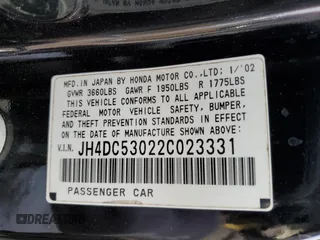 MFD. IN JAPAN BY HONDA MOTOR CO.,LTD; 1/'02
GVWR 3660LBS GAWR F 1950LBS R 1775LBS
THIS VEHICLE CONFORMS TO ALL APPLICABLE
FEDERAL MOTOR VEHICLE SAFETY, BUMPER,
AND THEFT PREVENTION STANDARDS IN EFFECT
ON THE DATE OF MANUFACTURE SHOWN ABOVE.
V.I.N. JH4DC53022C023331
PASSENGER CAR